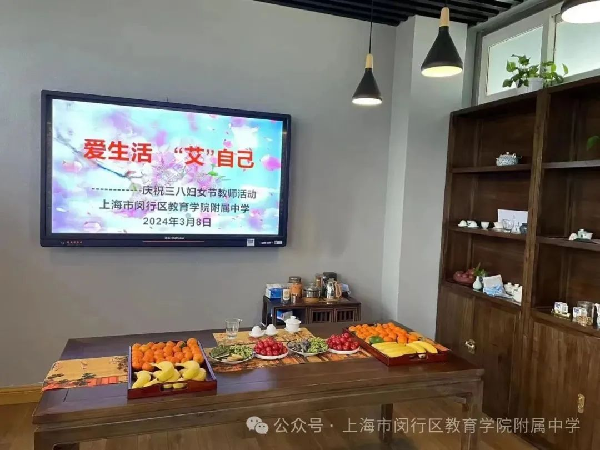 爱生活 “艾”自己
------------庆祝三八妇女节教师活动
上海市闵行区教育学院附属中学
2024年3月8日
公众号 · 上海市闵行区教育学院附属中学